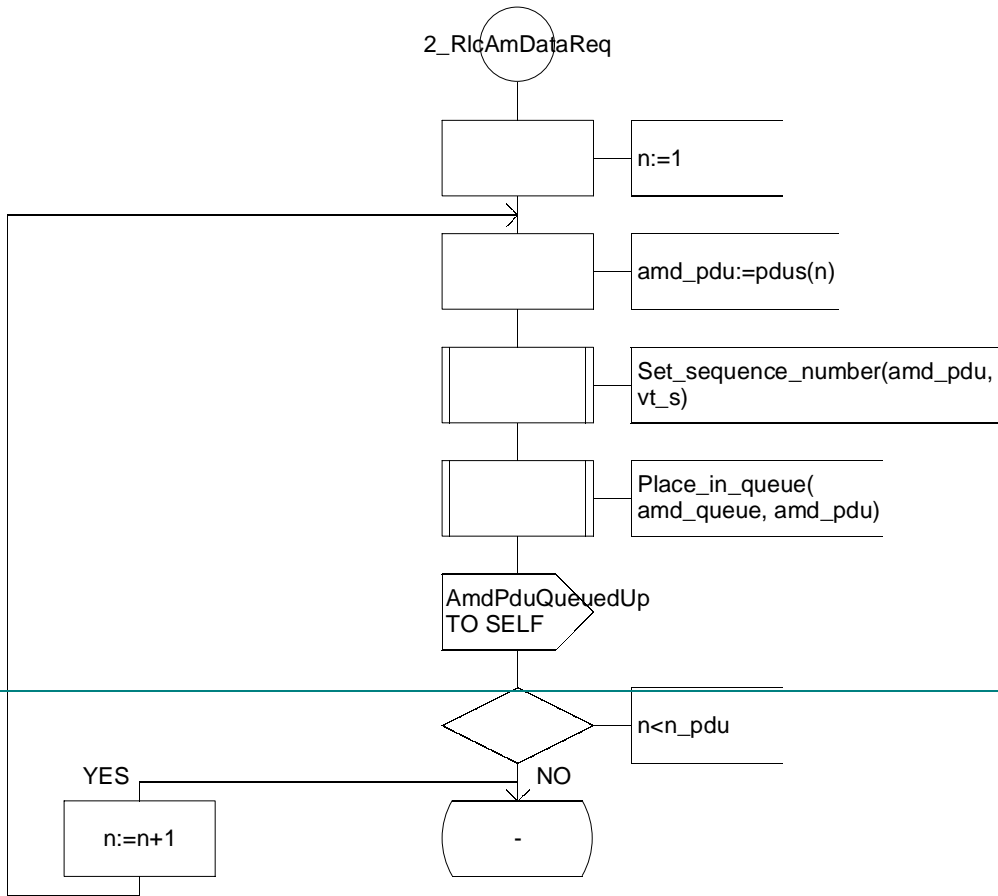 2_RlcAmDataReq
n:=1
amd_pdu:=pdus(n)
Set_sequence_number(amd_pdu,
vt_s)
Place_in_queue(
amd_queue, amd_pdu)
AmdPduQueuedUp
TO SELF
n<n_pdu
YES
NO
n:=n+1
-